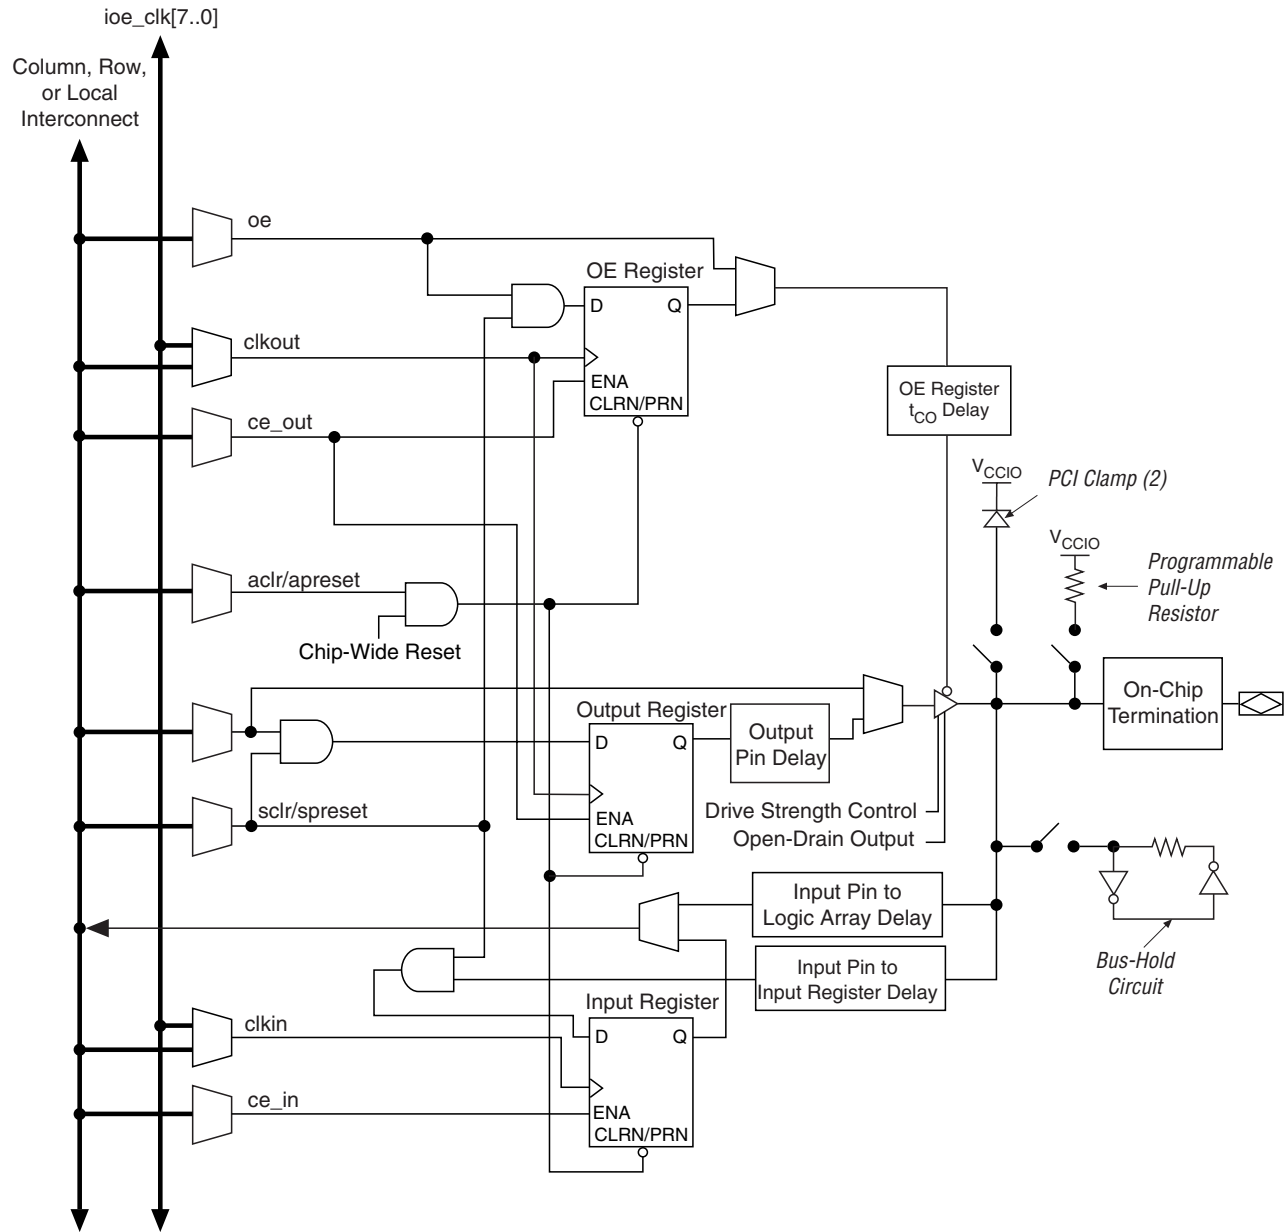 ioe_clk[7..0]
Column, Row,
or Local
Interconnect
oe
OE Register
D
Q
clkout
ENA
CLRN/PRN
OE Register
tCO Delay
ce_out
VCCIO
PCI Clamp (2)
VCCIO
Programmable
Pull-Up
Resistor
aclr/apreset
Chip-Wide Reset
On-Chip
Termination
Output Register
D
Q
Output
Pin Delay
sclr/spreset
ENA
CLRN/PRN
Drive Strength Control
Open-Drain Output
Input Pin to
Logic Array Delay
Bus-Hold
Circuit
Input Pin to
Input Register Delay
Input Register
clkin
D
Q
ce_in
ENA
CLRN/PRN